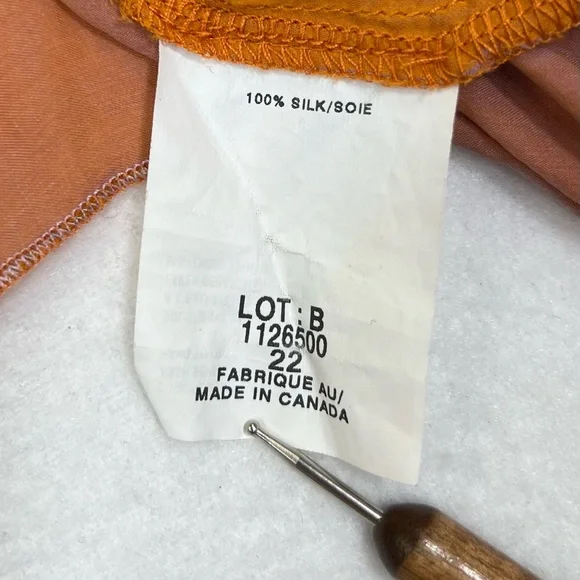 100% SILK/SOIE
LOT : B
1126500
22
FABRIQUE AU/
MADE IN CANADA